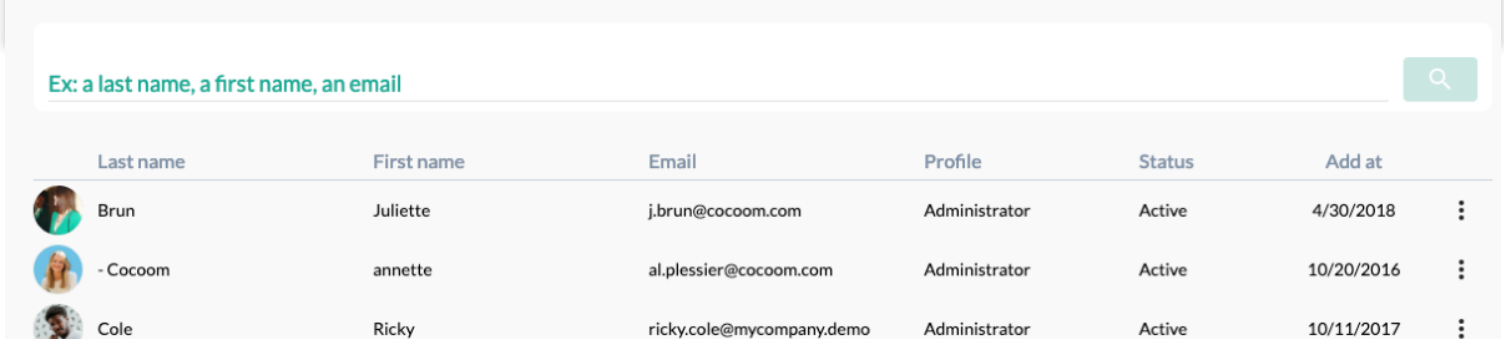 Ex: a last name, a first name, an email
Last name First name Email Profile Status Add at
Brun Juliette j.brun@cocoom.com Administrator Active 4/30/2018
- Cocoom annette al.plessier@cocoom.com Administrator Active 10/20/2016
Cole Ricky ricky.cole@mycompany.demo Administrator Active 10/11/2017